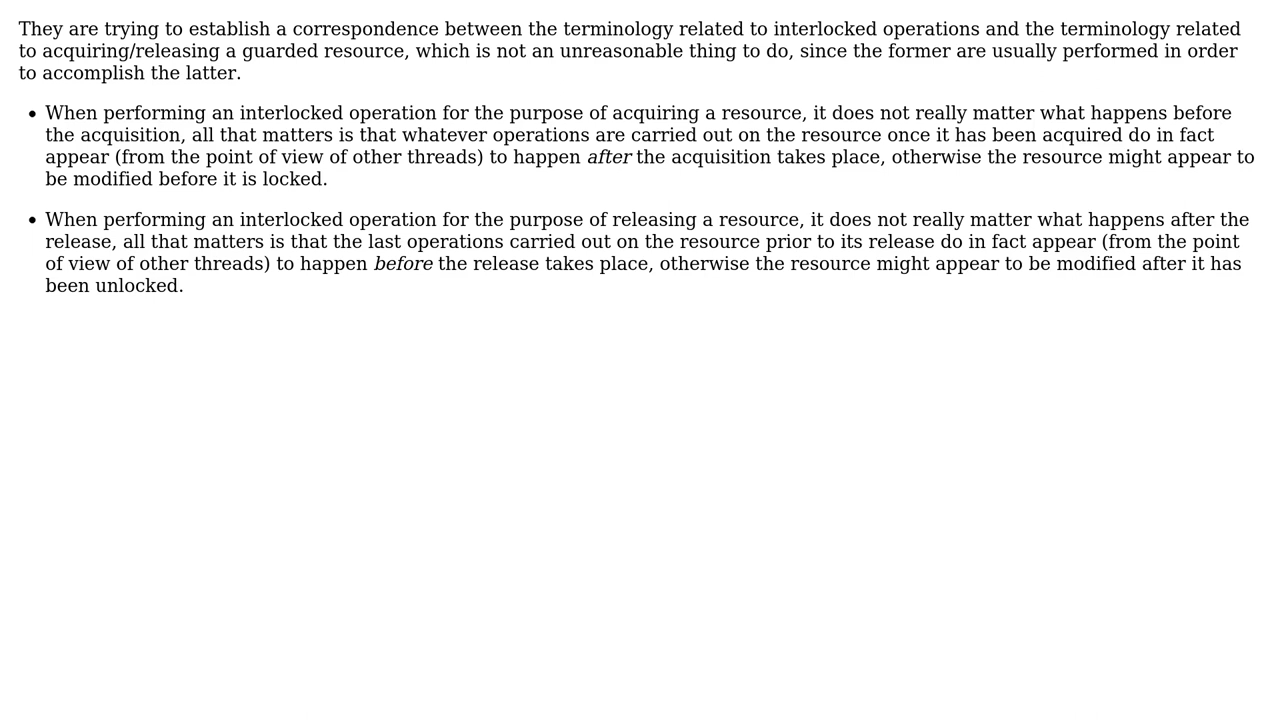 They are trying to establish a correspondence between the terminology related to interlocked operations and the terminology related
to acquiring/releasing a guarded resource, which is not an unreasonable thing to do, since the former are usually performed in order
to accomplish the latter.
• When performing an interlocked operation for the purpose of acquiring a resource, it does not really matter what happens before
the acquisition, all that matters is that whatever operations are carried out on the resource once it has been acquired do in fact
appear (from the point of view of other threads) to happen after the acquisition takes place, otherwise the resource might appear to
be modified before it is locked.
• When performing an interlocked operation for the purpose of releasing a resource, it does not really matter what happens after the
release, all that matters is that the last operations carried out on the resource prior to its release do in fact appear (from the point
of view of other threads) to happen before the release takes place, otherwise the resource might appear to be modified after it has
been unlocked.